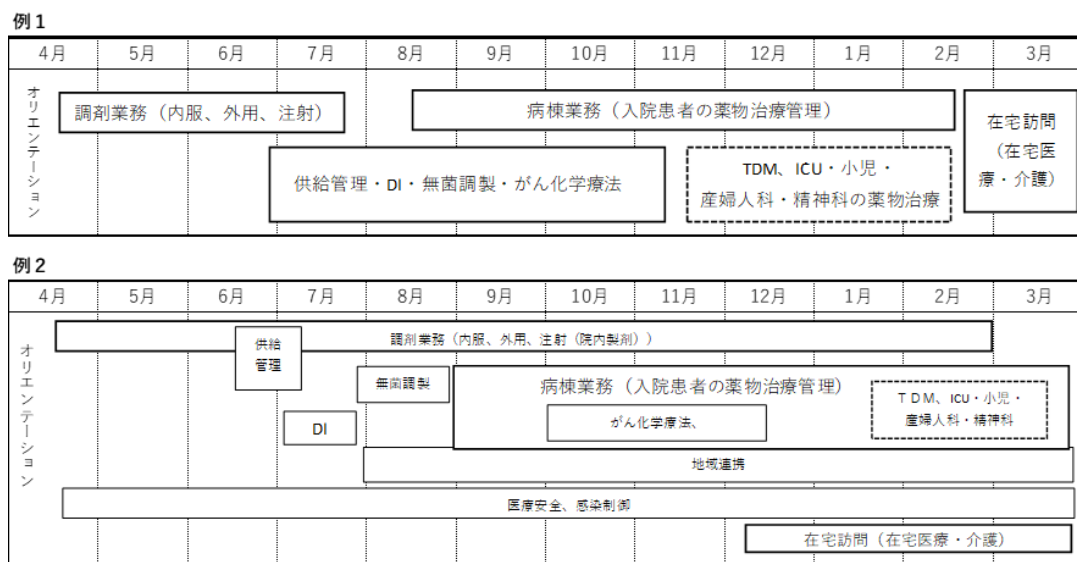 例1
4月 5月 6月 7月 8月 9月 10月 11月 12月 1月 2月 3月
オリエンテーション
調剤業務（内服、外用、注射）
病棟業務（入院患者の薬物治療管理）
在宅訪問
（在宅医
療・介護）
供給管理・DI・無菌調製・がん化学療法
TDM、ICU・小児・
産婦人科・精神科の薬物治療
例2
4月 5月 6月 7月 8月 9月 10月 11月 12月 1月 2月 3月
オリエンテーション
調剤業務（内服、外用、注射（院内製剤））
供給
管理
無菌調製
病棟業務（入院患者の薬物治療管理）
ＴＤＭ、ICU・小児・
産婦人科・精神科
DI
がん化学療法、
地域連携
医療安全、感染制御
在宅訪問（在宅医療・介護）